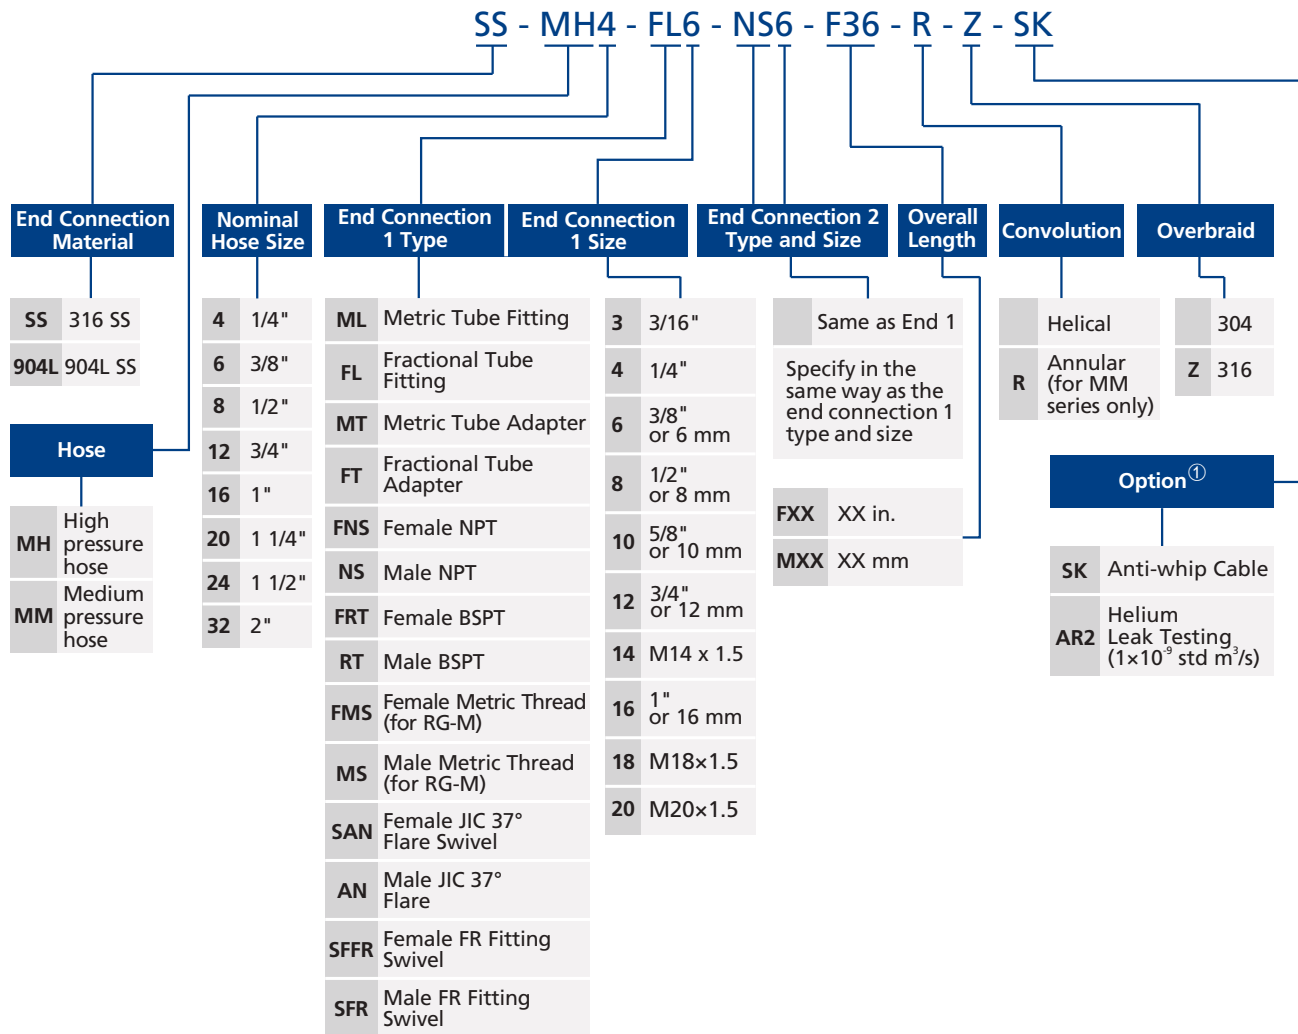 SS - MH4 - FL6 - NS6 - F36 - R - Z - SK
End Connection
Material
SS 316 SS
904L 904L SS
Hose
MH High
pressure
hose
MM Medium
pressure
hose
Nominal
Hose Size
4 1/4"
6 3/8"
8 1/2"
12 3/4"
16 1"
20 1 1/4"
24 1 1/2"
32 2"
End Connection
1 Type
ML Metric Tube Fitting
FL Fractional Tube
Fitting
MT Metric Tube Adapter
FT Fractional Tube
Adapter
FNS Female NPT
NS Male NPT
FRT Female BSPT
RT Male BSPT
FMS Female Metric Thread
(for RG-M)
MS Male Metric Thread
(for RG-M)
SAN Female JIC 37°
Flare Swivel
AN Male JIC 37°
Flare
SFFR Female FR Fitting
Swivel
SFR Male FR Fitting
Swivel
End Connection
1 Size
3 3/16"
4 1/4"
6 3/8"
or 6 mm
8 1/2"
or 8 mm
10 5/8"
or 10 mm
12 3/4"
or 12 mm
14 M14 x 1.5
16 1"
or 16 mm
18 M18×1.5
20 M20×1.5
End Connection 2
Type and Size
Same as End 1
Specify in the
same way as the
end connection 1
type and size
Overall
Length
FXX XX in.
MXX XX mm
Convolution
Helical
R Annular
(for MM
series only)
Overbraid
304
Z 316
Option①
SK Anti-whip Cable
AR2 Helium
Leak Testing
(1×10⁻⁹ std m³/s)